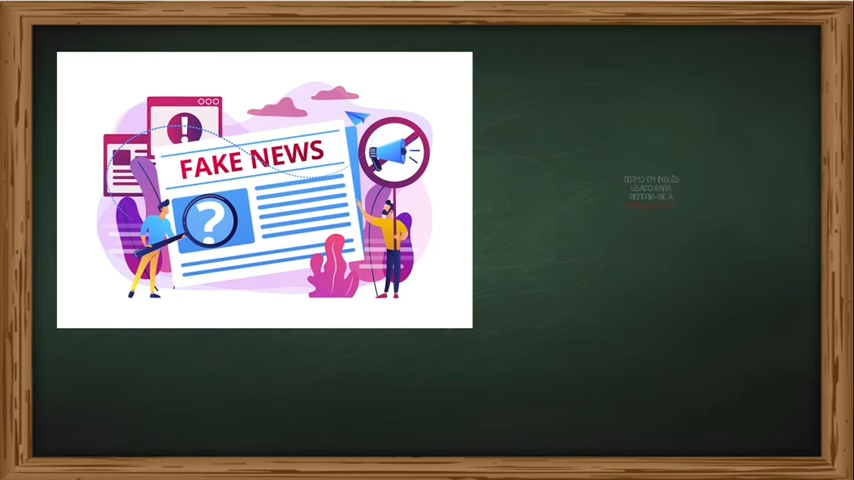 FAKE NEWS
TERMO EM INGLÊS
USADO PARA
REFERIR-SE A